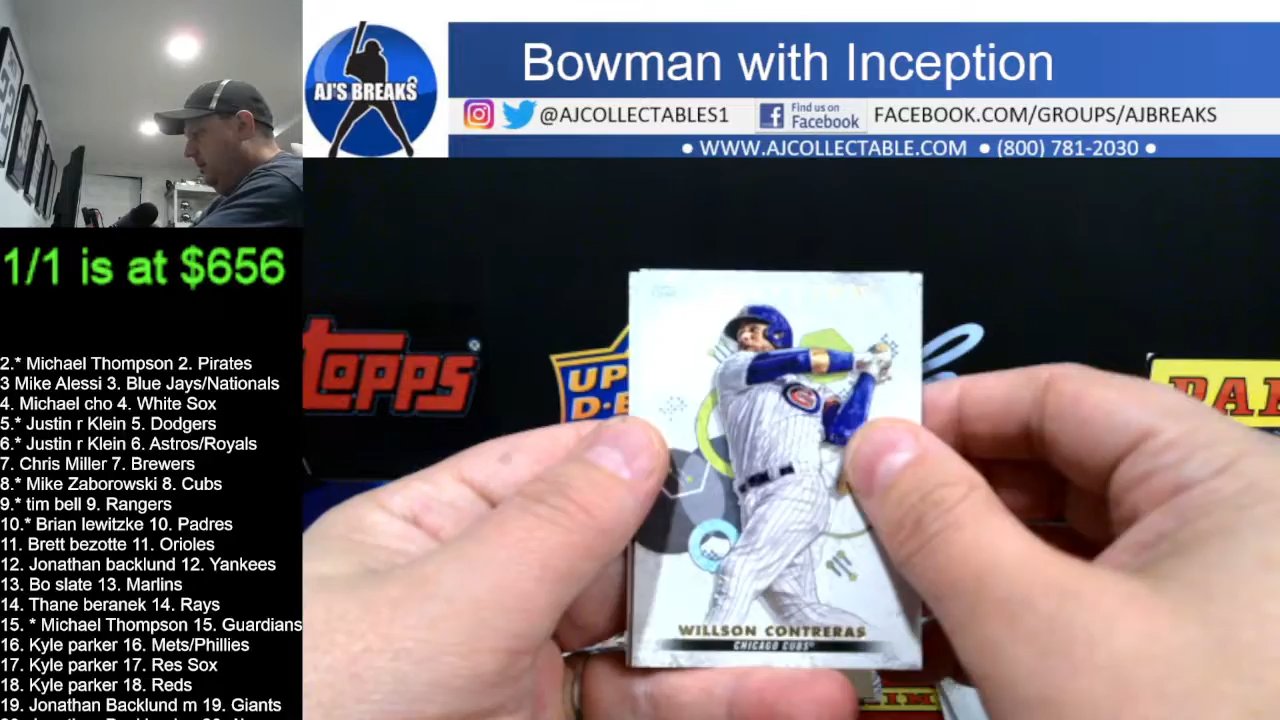 AJ'S BREAKS
Bowman with Inception
@AJCOLLECTABLES1
Find us on
Facebook
FACEBOOK.COM/GROUPS/AJBREAKS
• WWW.AJCOLLECTABLE.COM • (800) 781-2030 •
1/1 is at $656
2.* Michael Thompson 2. Pirates
3 Mike Alessi 3. Blue Jays/Nationals
4. Michael cho 4. White Sox
5.* Justin r Klein 5. Dodgers
6.* Justin r Klein 6. Astros/Royals
7. Chris Miller 7. Brewers
8.* Mike Zaborowski 8. Cubs
9.* tim bell 9. Rangers
10.* Brian lewitzke 10. Padres
11. Brett bezotte 11. Orioles
12. Jonathan backlund 12. Yankees
13. Bo slate 13. Marlins
14. Thane beranek 14. Rays
15. * Michael Thompson 15. Guardians
16. Kyle parker 16. Mets/Phillies
17. Kyle parker 17. Res Sox
18. Kyle parker 18. Reds
19. Jonathan Backlund m 19. Giants
TOPPS
UP
D
WILLSON CONTRERAS
CHICAGO CUBS